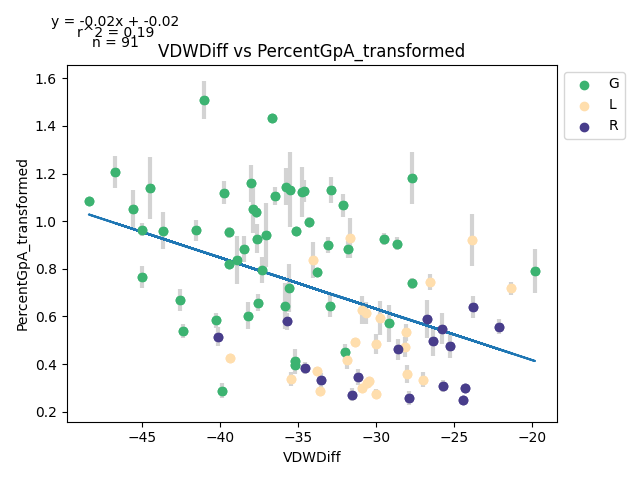 y = -0.02x + -0.02
r^2 = 0.19
n = 91
VDWDiff vs PercentGpA_transformed
G
L
R
1.6
1.4
1.2
1.0
0.8
0.6
0.4
0.2
PercentGpA_transformed
−45 −40 −35 −30 −25 −20
VDWDiff